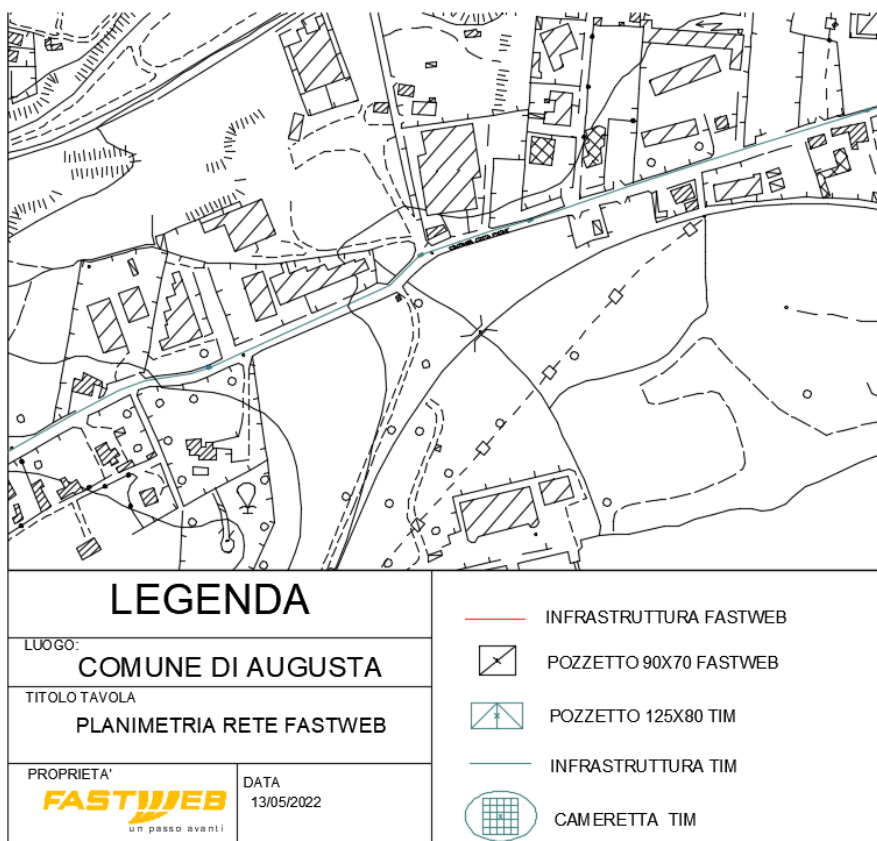 LEGENDA
LUOGO:
COMUNE DI AUGUSTA
TITOLO TAVOLA
PLANIMETRIA RETE FASTWEB
PROPRIETA'
FASTWEB
un passo avanti
DATA
13/05/2022
INFRASTRUTTURA FASTWEB
POZZETTO 90X70 FASTWEB
POZZETTO 125X80 TIM
INFRASTRUTTURA TIM
CAMERETTA TIM